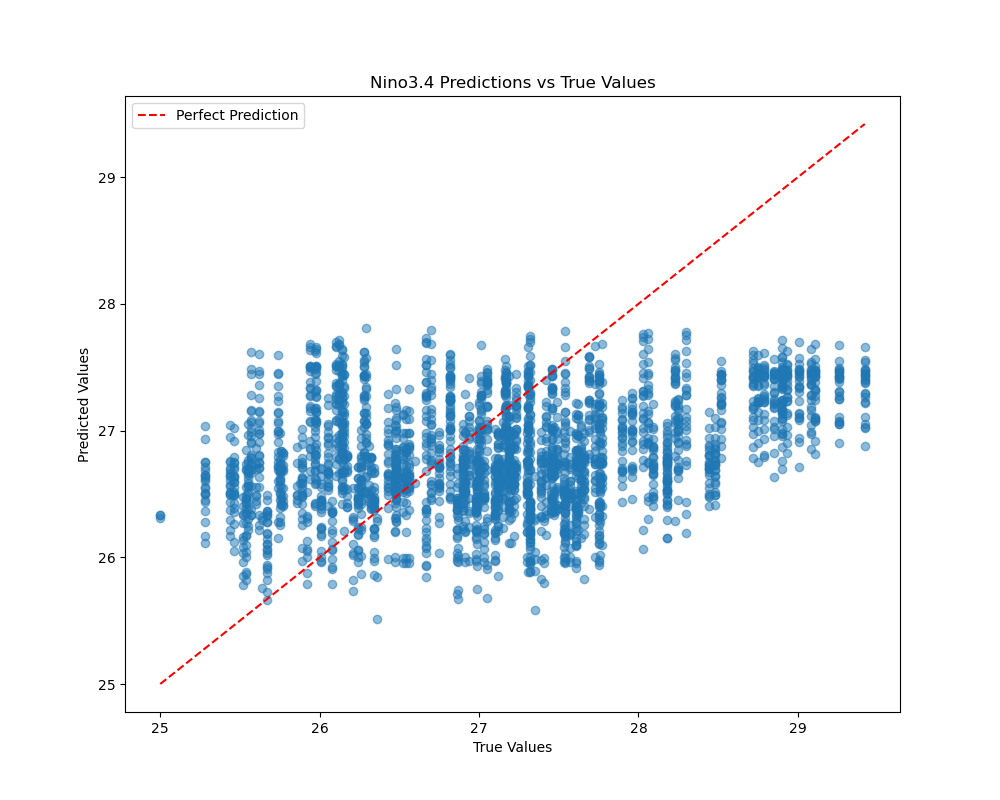 Nino3.4 Predictions vs True Values
Perfect Prediction
Predicted Values
29
28
27
26
25
25 26 27 28 29
True Values